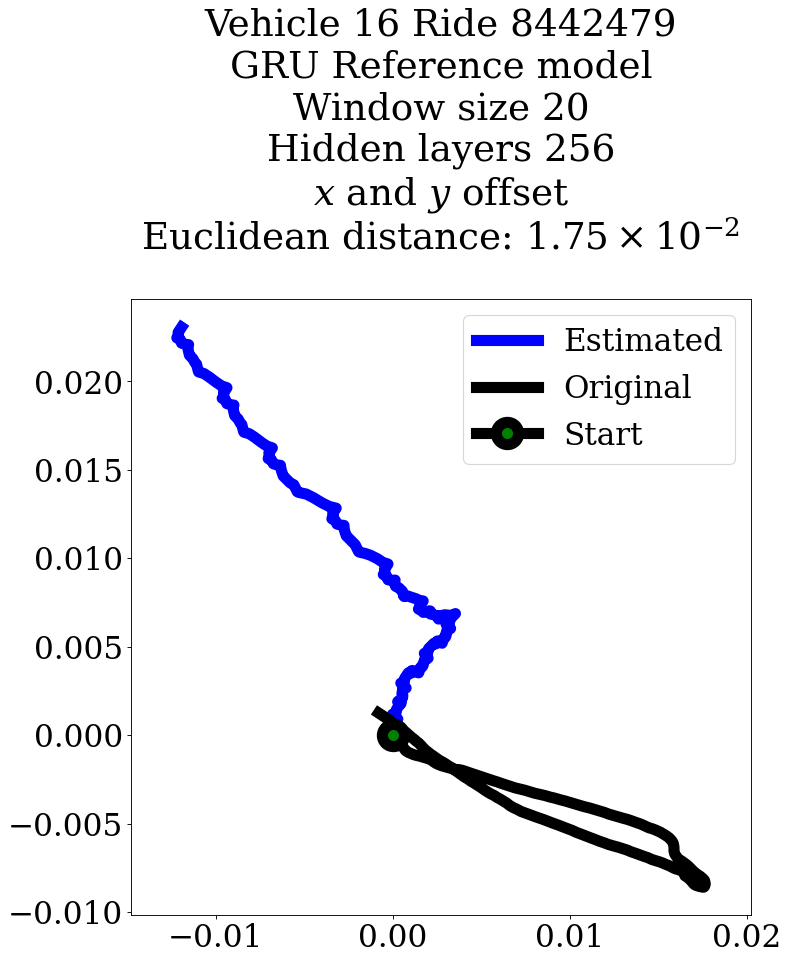 Vehicle 16 Ride 8442479
GRU Reference model
Window size 20
Hidden layers 256
x and y offset
Euclidean distance: 1.75 × 10⁻²
Estimated
Original
Start
0.020
0.015
0.010
0.005
0.000
−0.005
−0.010
−0.01 0.00 0.01 0.02